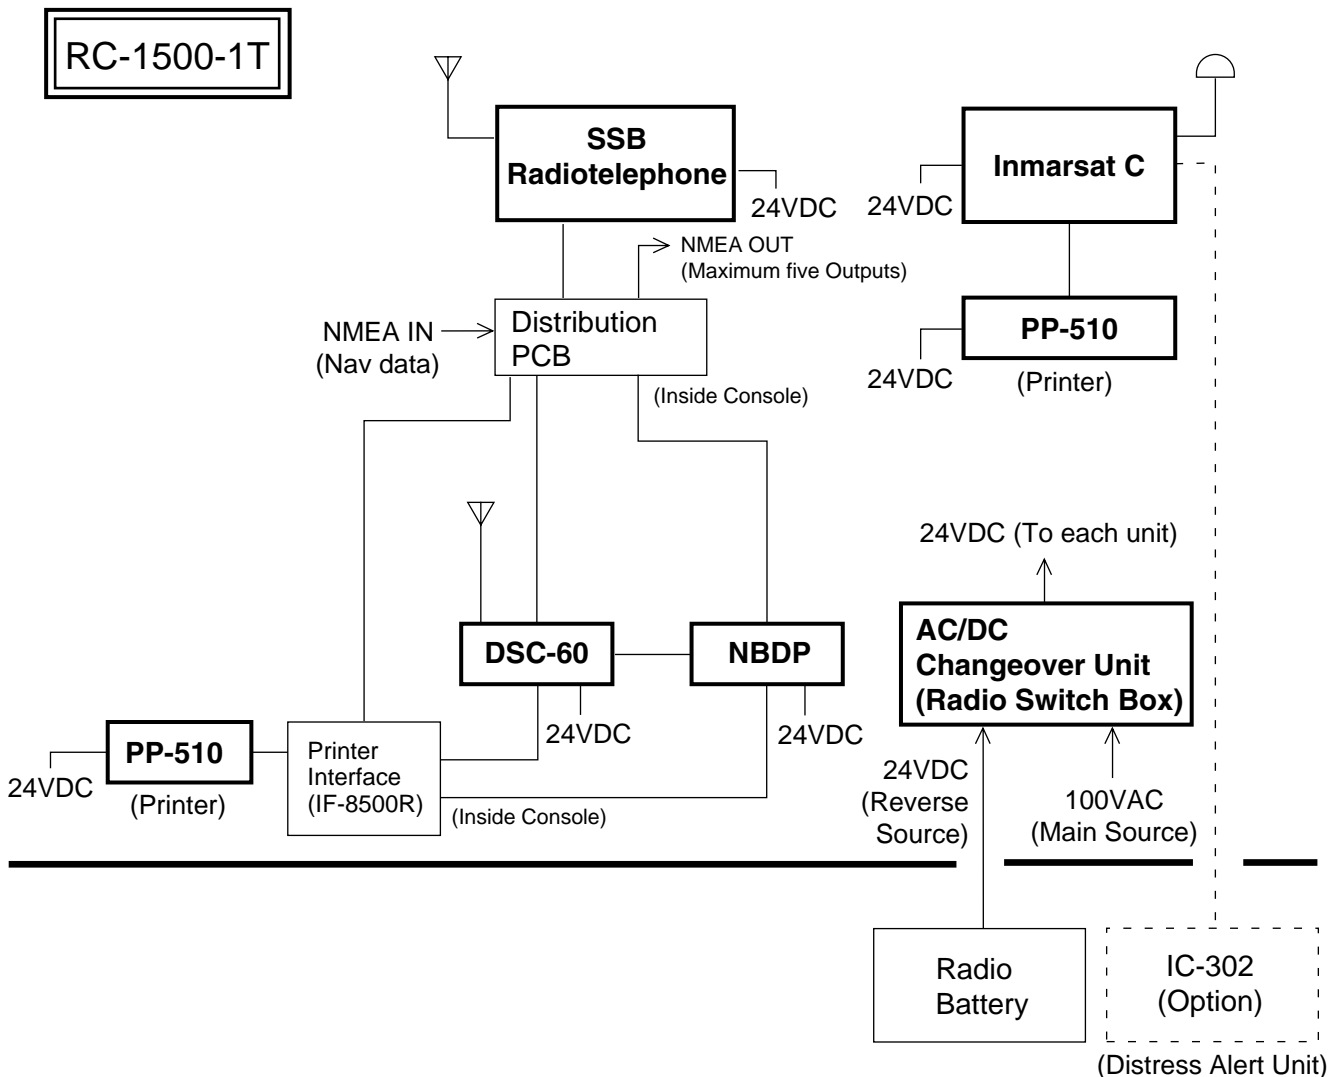 RC-1500-1T
SSB
Radiotelephone
24VDC
Inmarsat C
24VDC
NMEA OUT
(Maximum five Outputs)
NMEA IN
(Nav data)
Distribution
PCB
(Inside Console)
PP-510
24VDC
(Printer)
24VDC (To each unit)
DSC-60
NBDP
AC/DC
Changeover Unit
(Radio Switch Box)
24VDC
24VDC
PP-510
24VDC
(Printer)
Printer
Interface
(IF-8500R)
(Inside Console)
24VDC
(Reverse
Source)
100VAC
(Main Source)
Radio
Battery
IC-302
(Option)
(Distress Alert Unit)